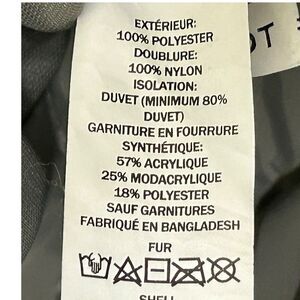 EXTÉRIEUR:
100% POLYESTER
DOUBLURE:
100% NYLON
ISOLATION:
DUVET (MINIMUM 80%
DUVET)
GARNITURE EN FOURRURE
SYNTHÉTIQUE:
57% ACRYLIQUE
25% MODACRYLIQUE
18% POLYESTER
SAUF GARNITURES
FABRIQUÉ EN BANGLADESH
FUR
SHELL
OT